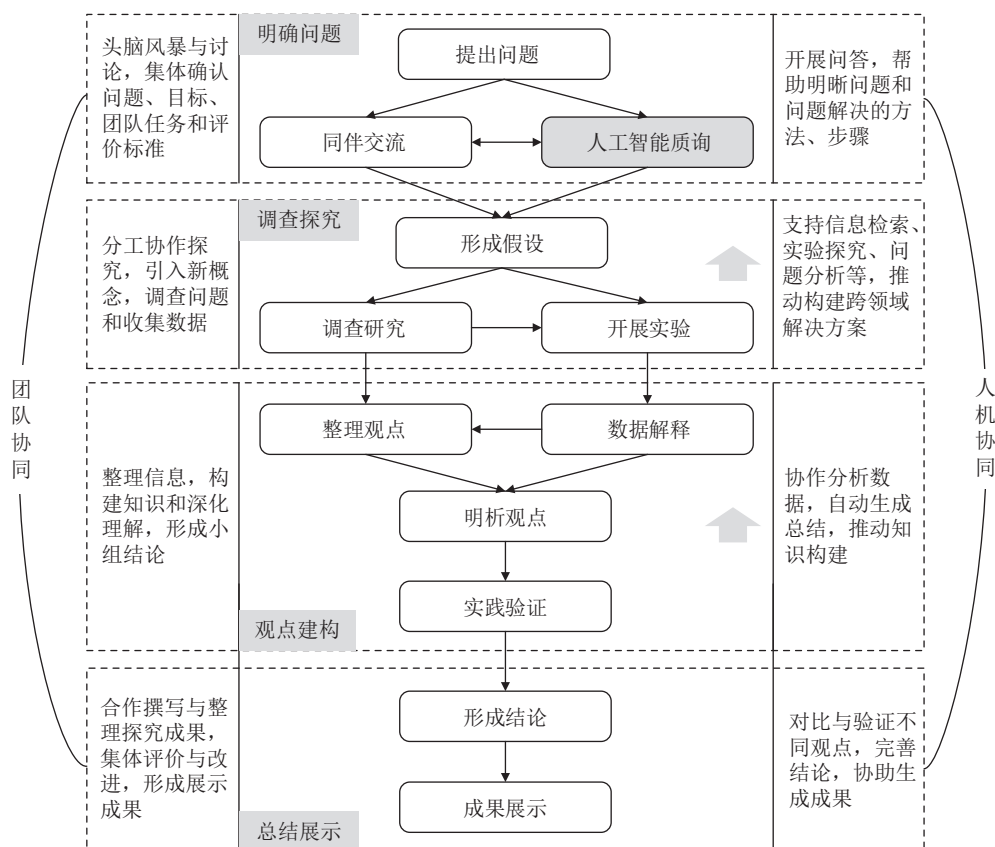 头脑风暴与讨
论，集体确认
问题、目标、
团队任务和评
价标准
明确问题
提出问题
同伴交流
人工智能质询
开展问答，帮
助明晰问题和
问题解决的方
法、步骤
分工协作探
究，引入新概
念，调查问题
和收集数据
调查探究
形成假设
调查研究
开展实验
支持信息检索、
实验探究、问
题分析等，推
动构建跨领域
解决方案
团队协同
人机协同
整理信息，构
建知识和深化
理解，形成小
组结论
整理观点
数据解释
明析观点
实践验证
观点建构
协作分析数
据，自动生成
总结，推动知
识构建
合作撰写与整
理探究成果，
集体评价与改
进，形成展示
成果
形成结论
成果展示
总结展示
对比与验证不
同观点，完善
结论，协助生
成成果